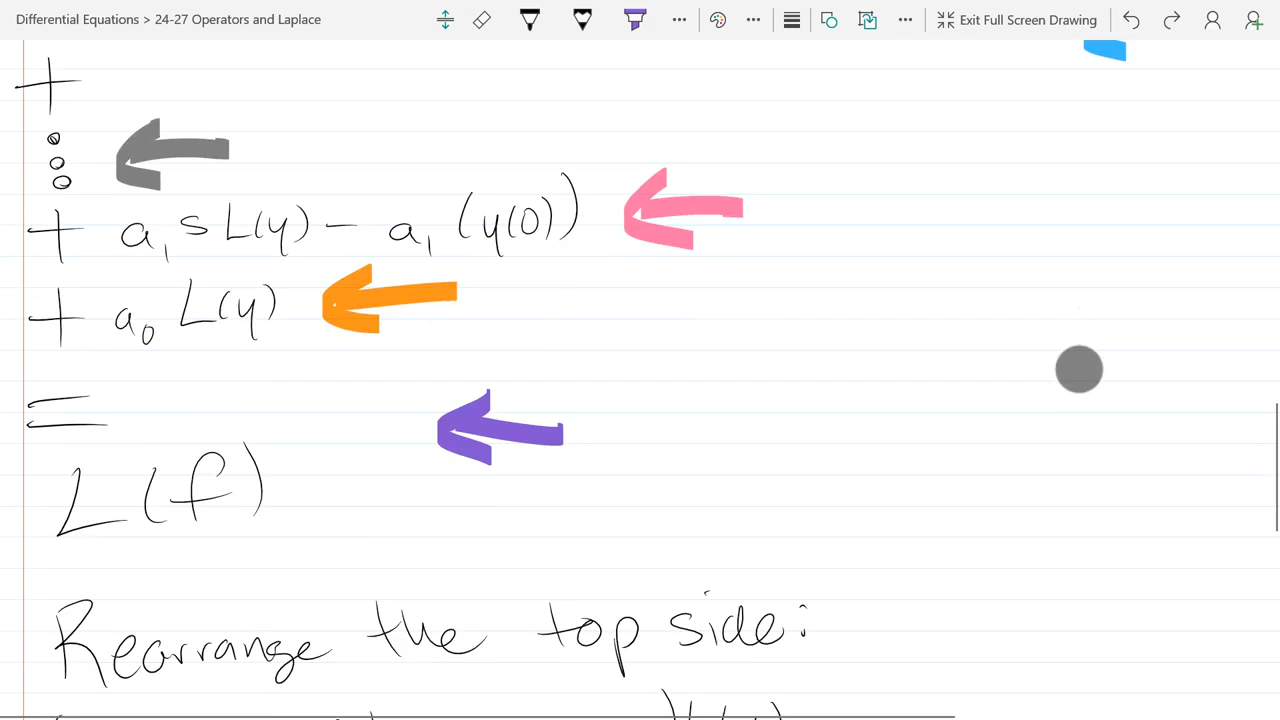 Differential Equations > 24-27 Operators and Laplace
Exit Full Screen Drawing
+
⋮
+ a₁ s L(y) - a₁ (y(0))
+ a₀ L(y)
=
L(f)
Rearrange the top side: